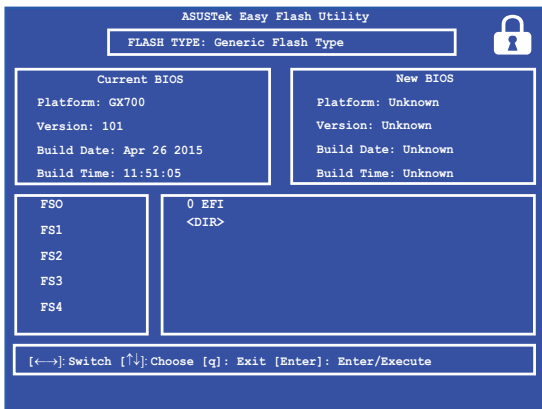 ASUSTek Easy Flash Utility
FLASH TYPE: Generic Flash Type
Current BIOS
Platform: GX700
Version: 101
Build Date: Apr 26 2015
Build Time: 11:51:05
New BIOS
Platform: Unknown
Version: Unknown
Build Date: Unknown
Build Time: Unknown
FSO
FS1
FS2
FS3
FS4
0 EFI
<DIR>
[←→]: Switch [↑↓]: Choose [q]: Exit [Enter]: Enter/Execute